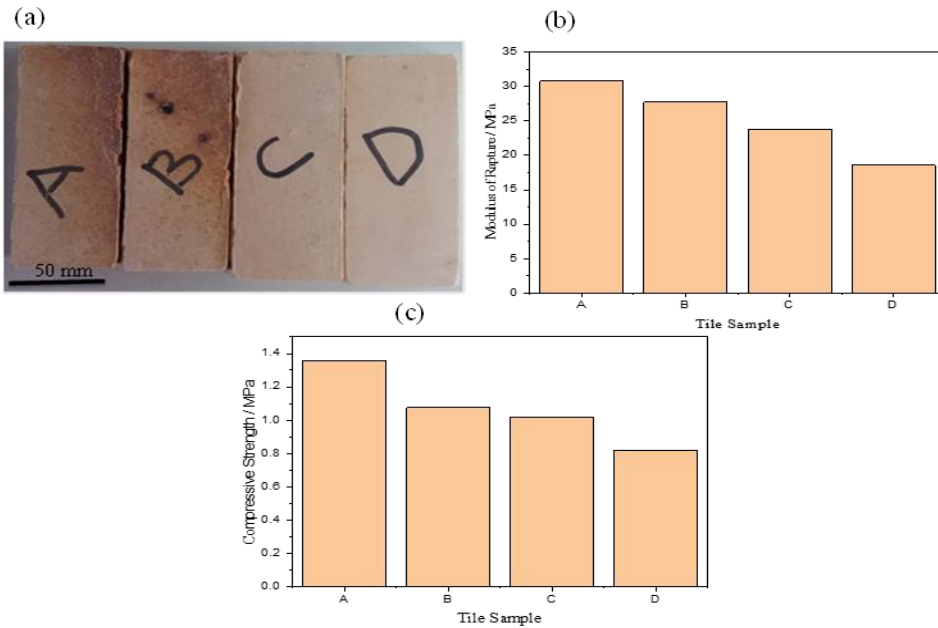 (a)
A B C D
50 mm
(b)
35
30
25
20
15
10
5
0
Modulus of Rapture / MPa
A B C D
Tile Sample
(c)
1.4
1.2
1.0
0.8
0.6
0.4
0.2
0.0
Compressive Strength / MPa
A B C D
Tile Sample